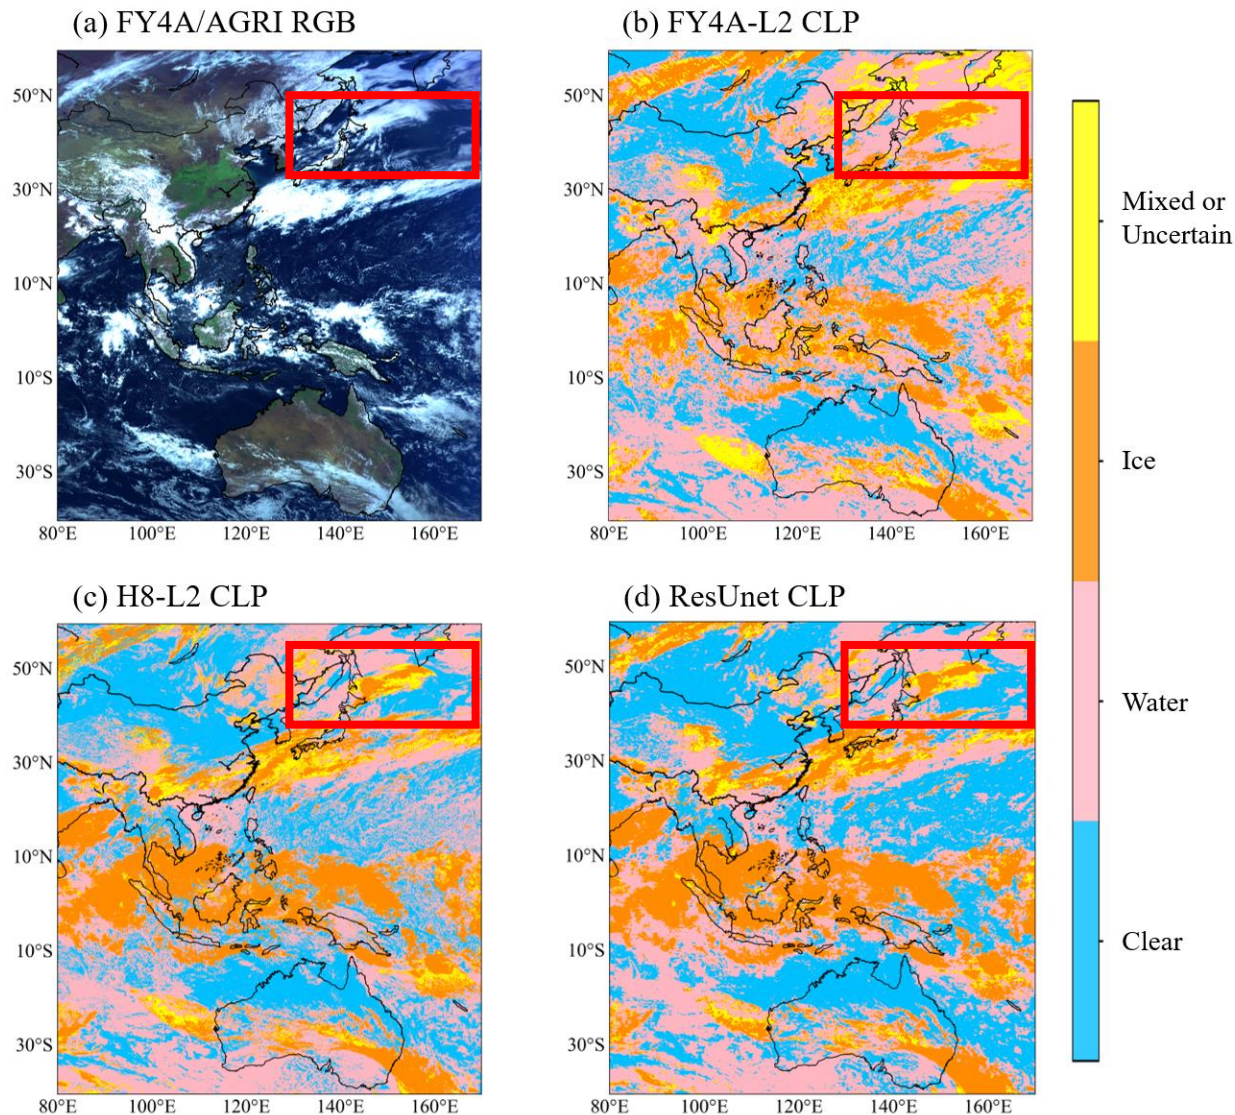 (a) FY4A/AGRI RGB
(b) FY4A-L2 CLP
50°N
30°N
10°N
10°S
30°S
80°E 100°E 120°E 140°E 160°E
50°N
30°N
10°N
10°S
30°S
80°E 100°E 120°E 140°E 160°E
(c) H8-L2 CLP
(d) ResUnet CLP
50°N
30°N
10°N
10°S
30°S
80°E 100°E 120°E 140°E 160°E
50°N
30°N
10°N
10°S
30°S
80°E 100°E 120°E 140°E 160°E
Mixed or
Uncertain
Ice
Water
Clear